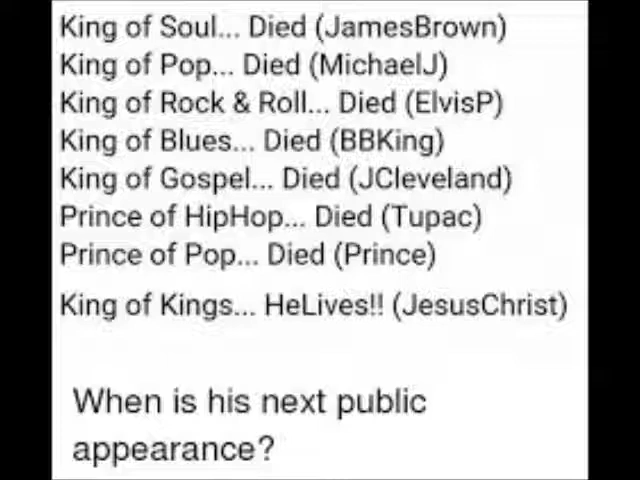 King of Soul... Died (JamesBrown)
King of Pop... Died (MichaelJ)
King of Rock & Roll... Died (ElvisP)
King of Blues... Died (BBKing)
King of Gospel... Died (JCleveland)
Prince of HipHop... Died (Tupac)
Prince of Pop... Died (Prince)
King of Kings... HeLives!! (JesusChrist)
When is his next public
appearance?